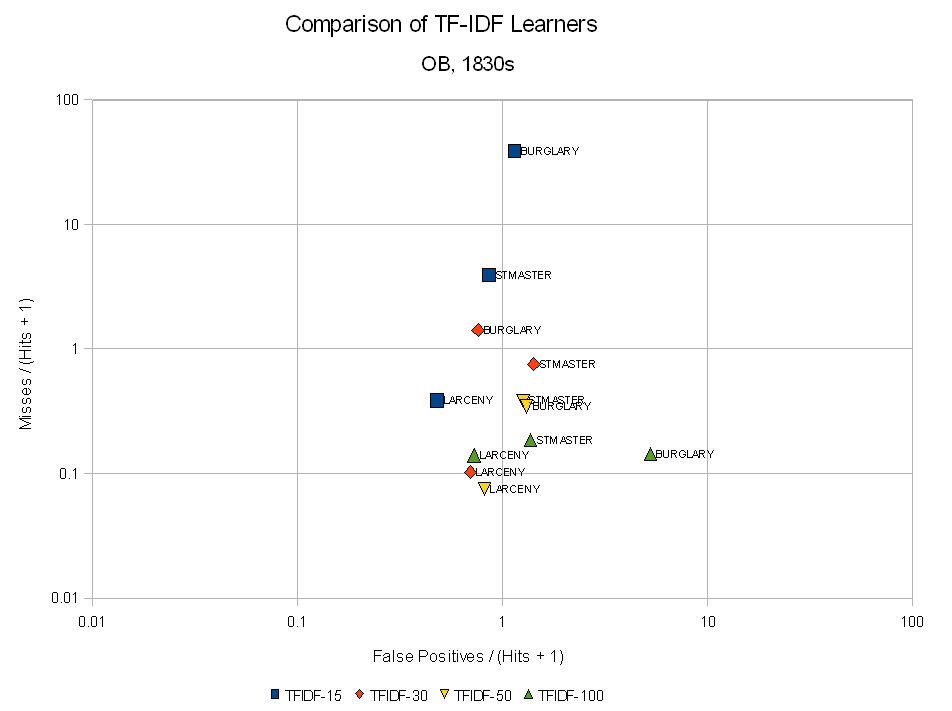 Comparison of TF-IDF Learners
OB, 1830s
100
BURGLARY
10
STMASTER
BURGLARY
1
STMASTER
LARCENY
STMASTER
BURGLARY
STMASTER
LARCENY
BURGLARY
LARCENY
0.1
LARCENY
0.01
Misses / (Hits + 1)
0.01 0.1 1 10 100
False Positives / (Hits + 1)
TFIDF-15 TFIDF-30 TFIDF-50 TFIDF-100